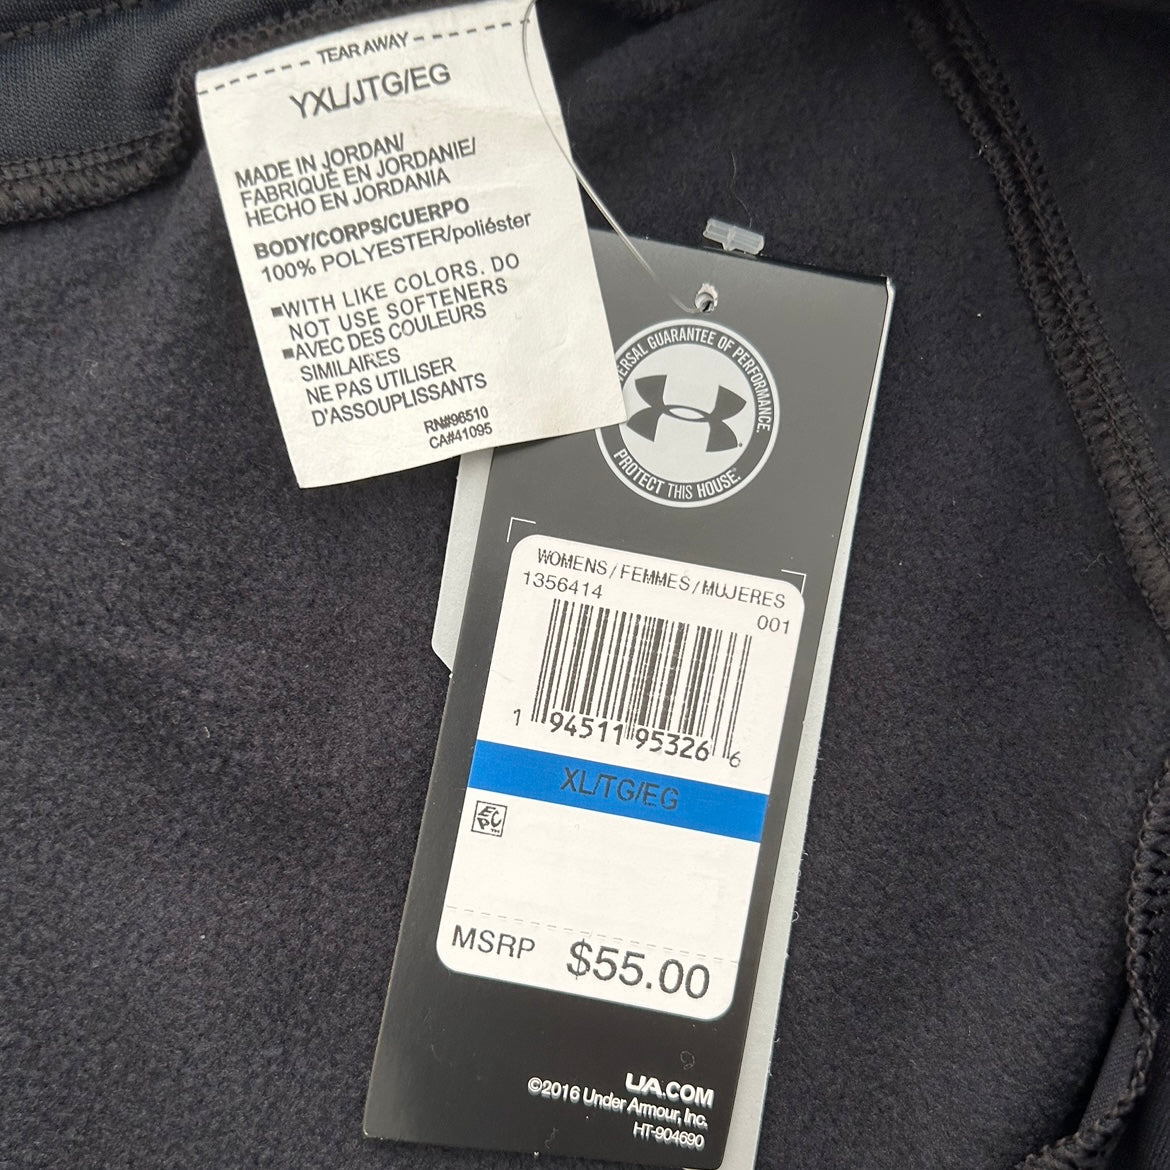 TEAR AWAY
YXL/JTG/EG
MADE IN JORDAN/
FABRIQUÉ EN JORDANIE/
HECHO EN JORDANIA
BODY/CORPS/CUERPO
100% POLYESTER/poliéster
WITH LIKE COLORS. DO
NOT USE SOFTENERS
AVEC DES COULEURS
SIMILAIRES
NE PAS UTILISER
D'ASSOUPLISSANTS
RN#96510
CA#41095
ERSAL GUARANTEE OF PERFORMANCE.
PROTECT THIS HOUSE.
WOMENS/FEMMES/MUJERES
1356414
001
1 94511 95326 6
XL/TG/EG
ECP™
MSRP $55.00
UA.COM
©2016 Under Armour, Inc.
HT-904690